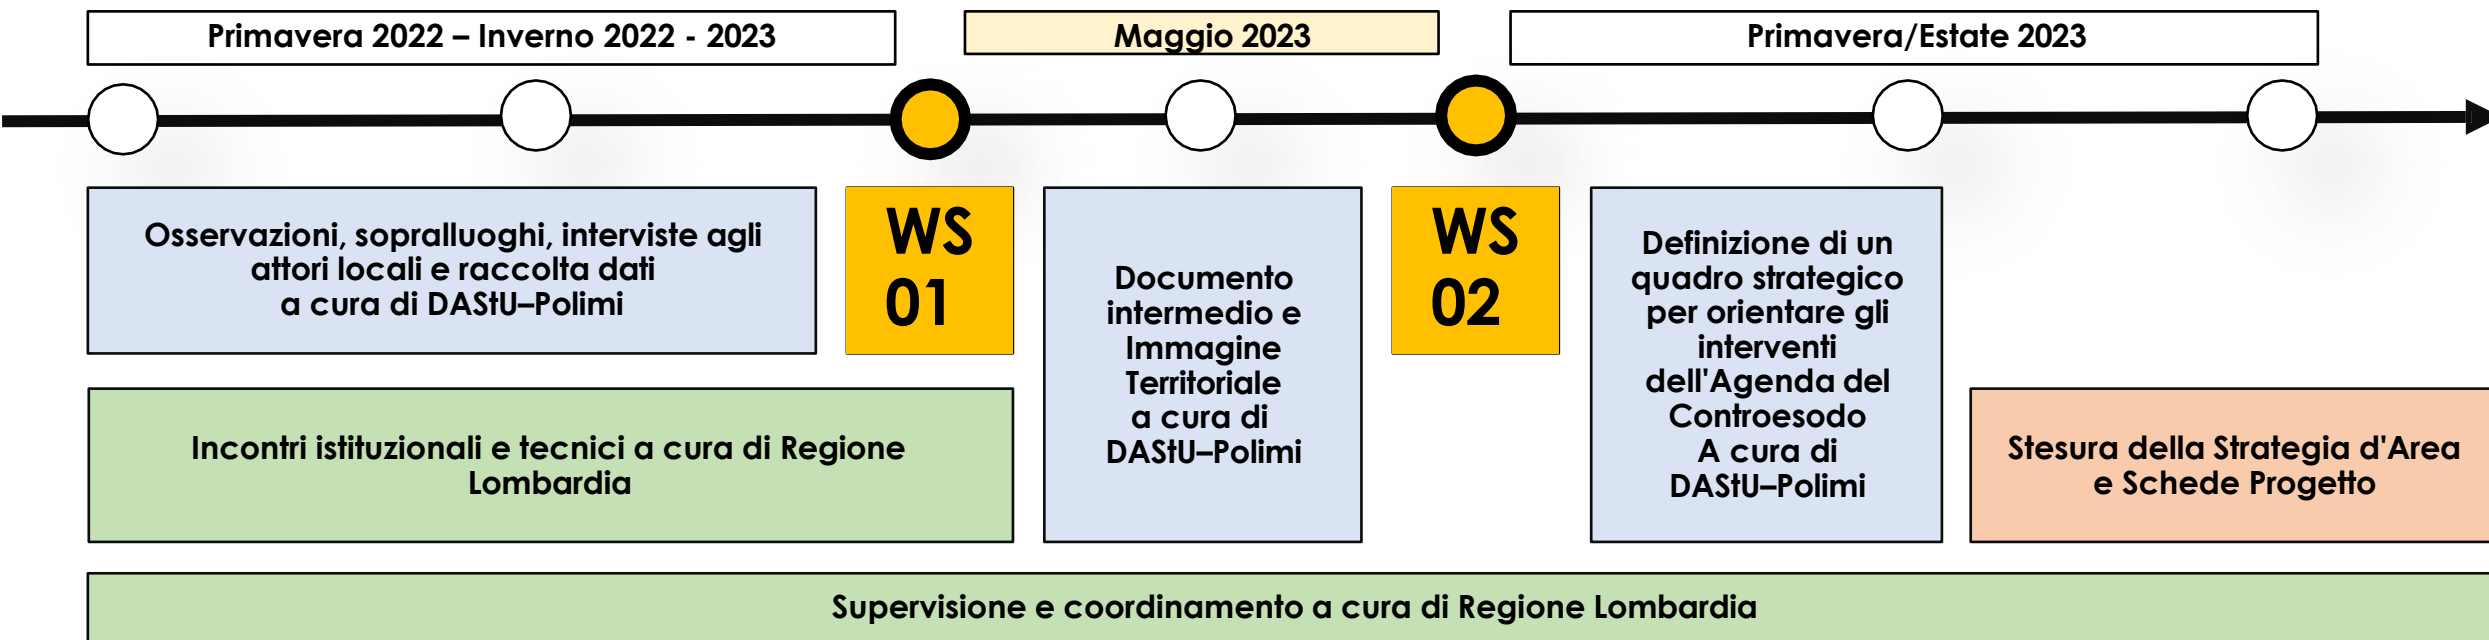 Primavera 2022 – Inverno 2022 - 2023
Maggio 2023
Primavera/Estate 2023
Osservazioni, sopralluoghi, interviste agli
attori locali e raccolta dati
a cura di DAStU–Polimi
WS
01
Documento
intermedio e
Immagine
Territoriale
a cura di
DAStU–Polimi
WS
02
Definizione di un
quadro strategico
per orientare gli
interventi
dell'Agenda del
Controesodo
A cura di
DAStU–Polimi
Incontri istituzionali e tecnici a cura di Regione
Lombardia
Stesura della Strategia d'Area
e Schede Progetto
Supervisione e coordinamento a cura di Regione Lombardia